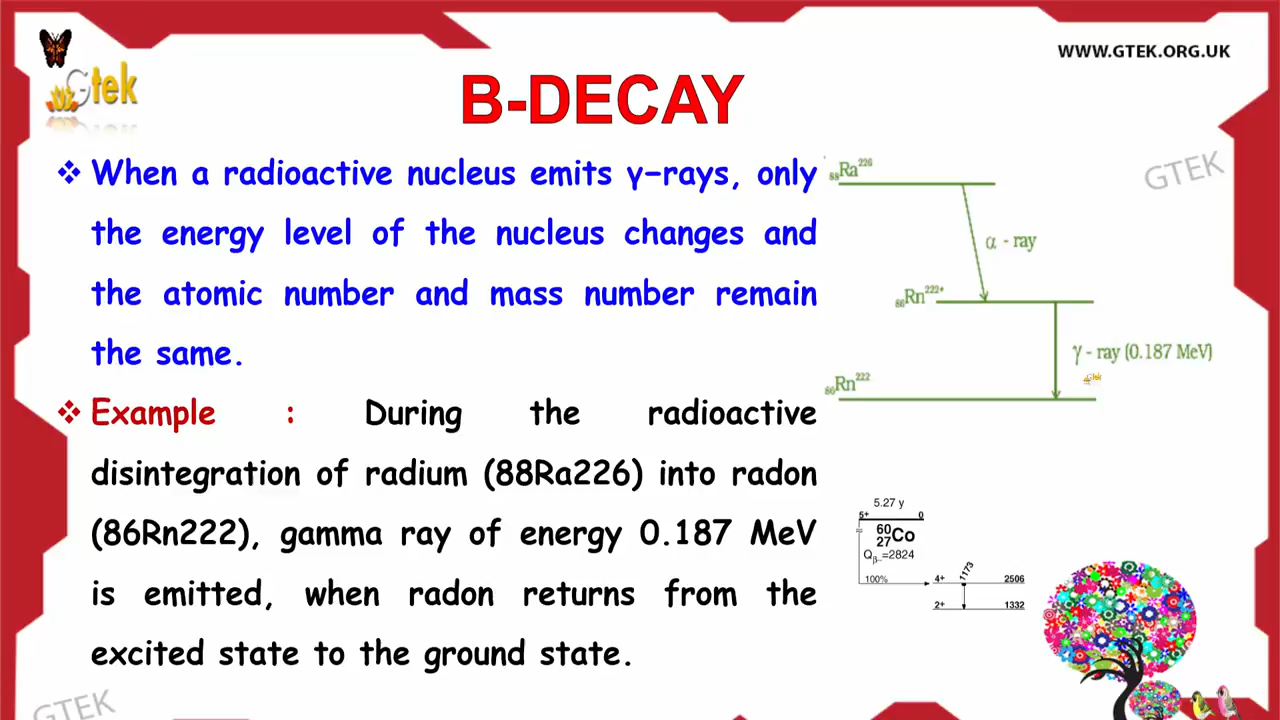 WWW.GTEK.ORG.UK
Gtek
B-DECAY
❖ When a radioactive nucleus emits γ–rays, only
the energy level of the nucleus changes and
the atomic number and mass number remain
the same.
❖ Example : During the radioactive
disintegration of radium (88Ra226) into radon
(86Rn222), gamma ray of energy 0.187 MeV
is emitted, when radon returns from the
excited state to the ground state.
GTEK
₈₈Ra²²⁶
α - ray
₈₆Rn²²²*
γ - ray (0.187 MeV)
Gtek
₈₆Rn²²²
5.27 y
5+ 0
⁶⁰₂₇Co
Qβ−=2824
100%
4+ 1173 2506
2+ 1332
GTEK